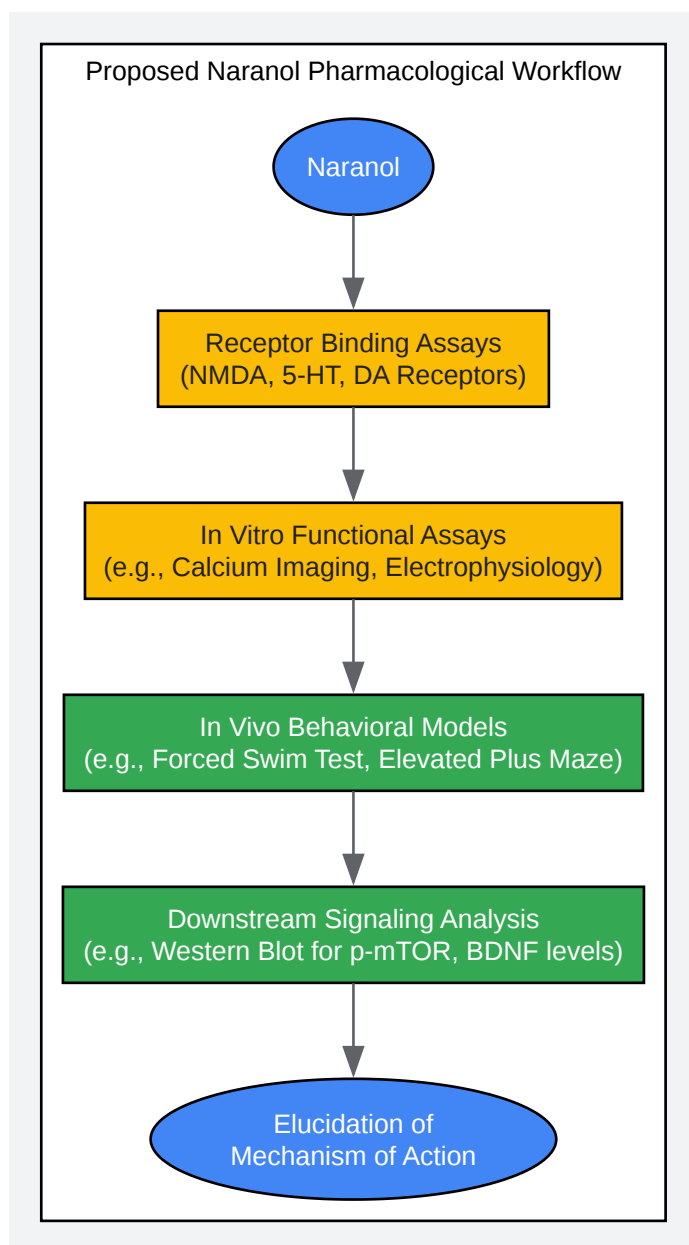 Proposed Naranol Pharmacological Workflow
Naranol
Receptor Binding Assays
(NMDA, 5-HT, DA Receptors)
In Vitro Functional Assays
(e.g., Calcium Imaging, Electrophysiology)
In Vivo Behavioral Models
(e.g., Forced Swim Test, Elevated Plus Maze)
Downstream Signaling Analysis
(e.g., Western Blot for p-mTOR, BDNF levels)
Elucidation of
Mechanism of Action